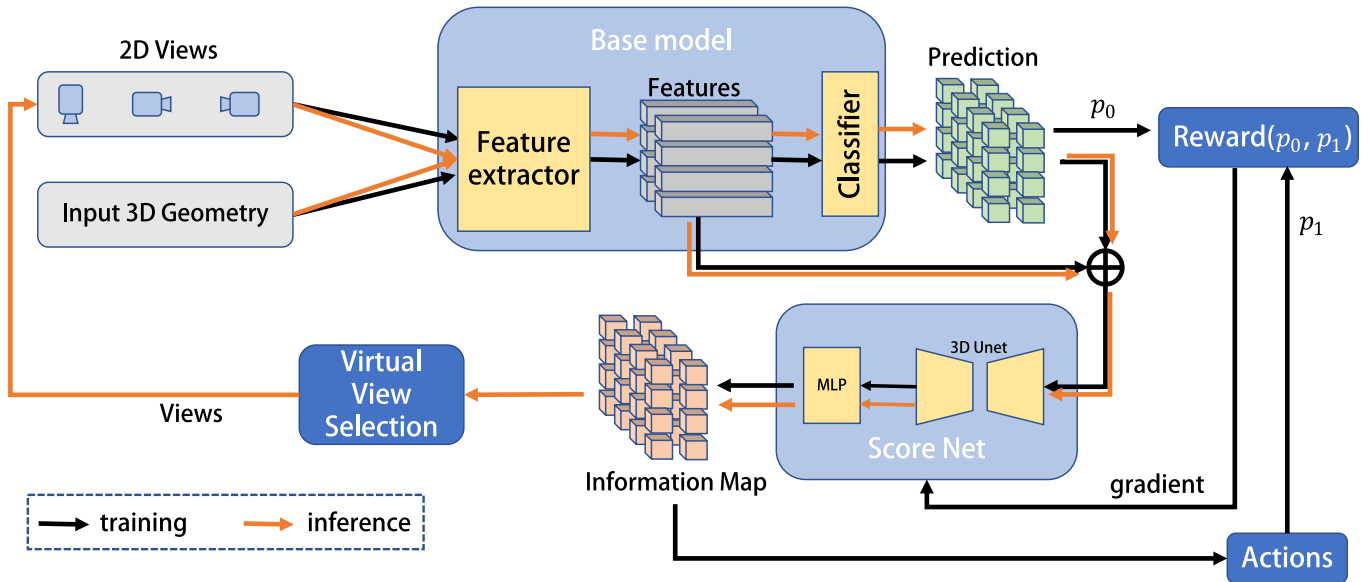 Base model
2D Views
Prediction
Features
p₀
Feature
extractor
Classifier
Reward(p₀, p₁)
Input 3D Geometry
p₁
3D Unet
MLP
Virtual
View
Selection
Views
Score Net
Information Map
gradient
training
inference
Actions